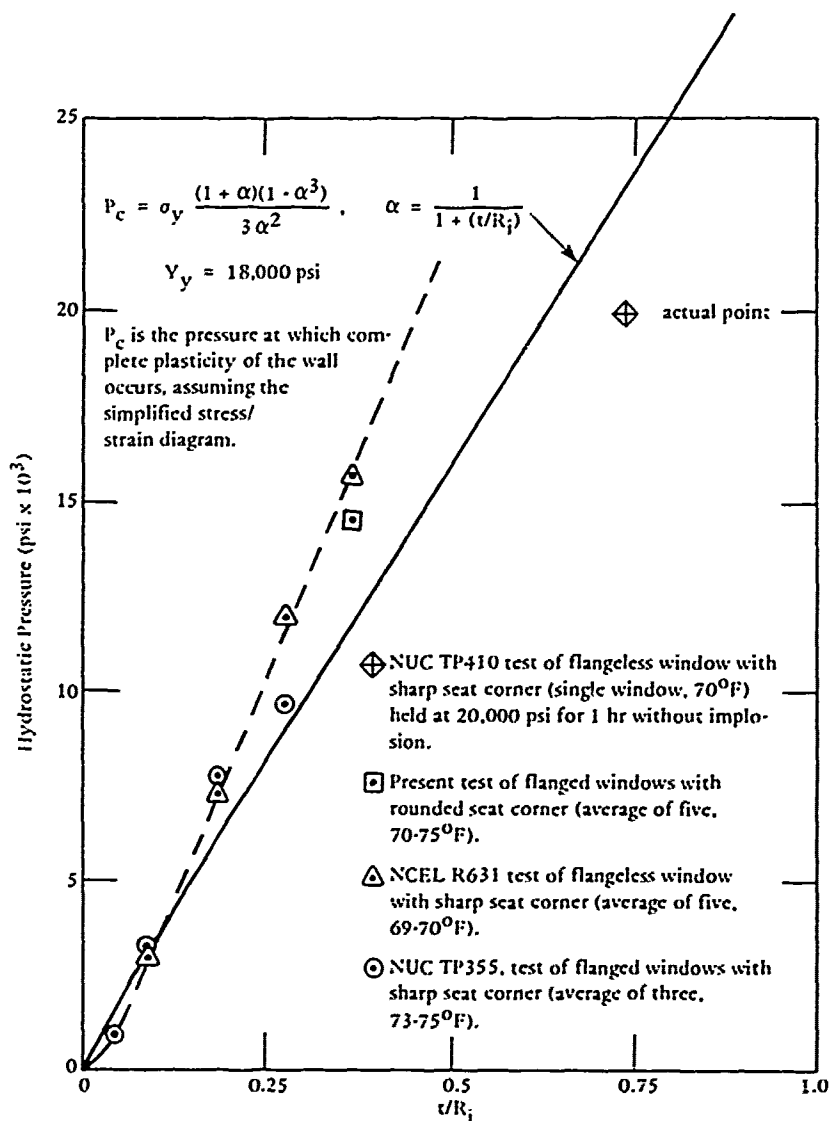 25
20
15
10
5
0
Hydrostatic Pressure (psi x 10³)
P_c = σ_y (1 + α)(1 - α³) / 3 α² , α = 1 / 1 + (t/R_i)
Y_y = 18,000 psi
P_c is the pressure at which com-
plete plasticity of the wall
occurs, assuming the
simplified stress/
strain diagram.
actual point
NUC TP410 test of flangeless window with
sharp seat corner (single window, 70°F)
held at 20,000 psi for 1 hr without implo-
sion.
Present test of flanged windows with
rounded seat corner (average of five,
70-75°F).
NCEL R631 test of flangeless window
with sharp seat corner (average of five,
69-70°F).
NUC TP355, test of flanged windows with
sharp seat corner (average of three,
73-75°F).
0 0.25 0.5 0.75 1.0
t/R_i